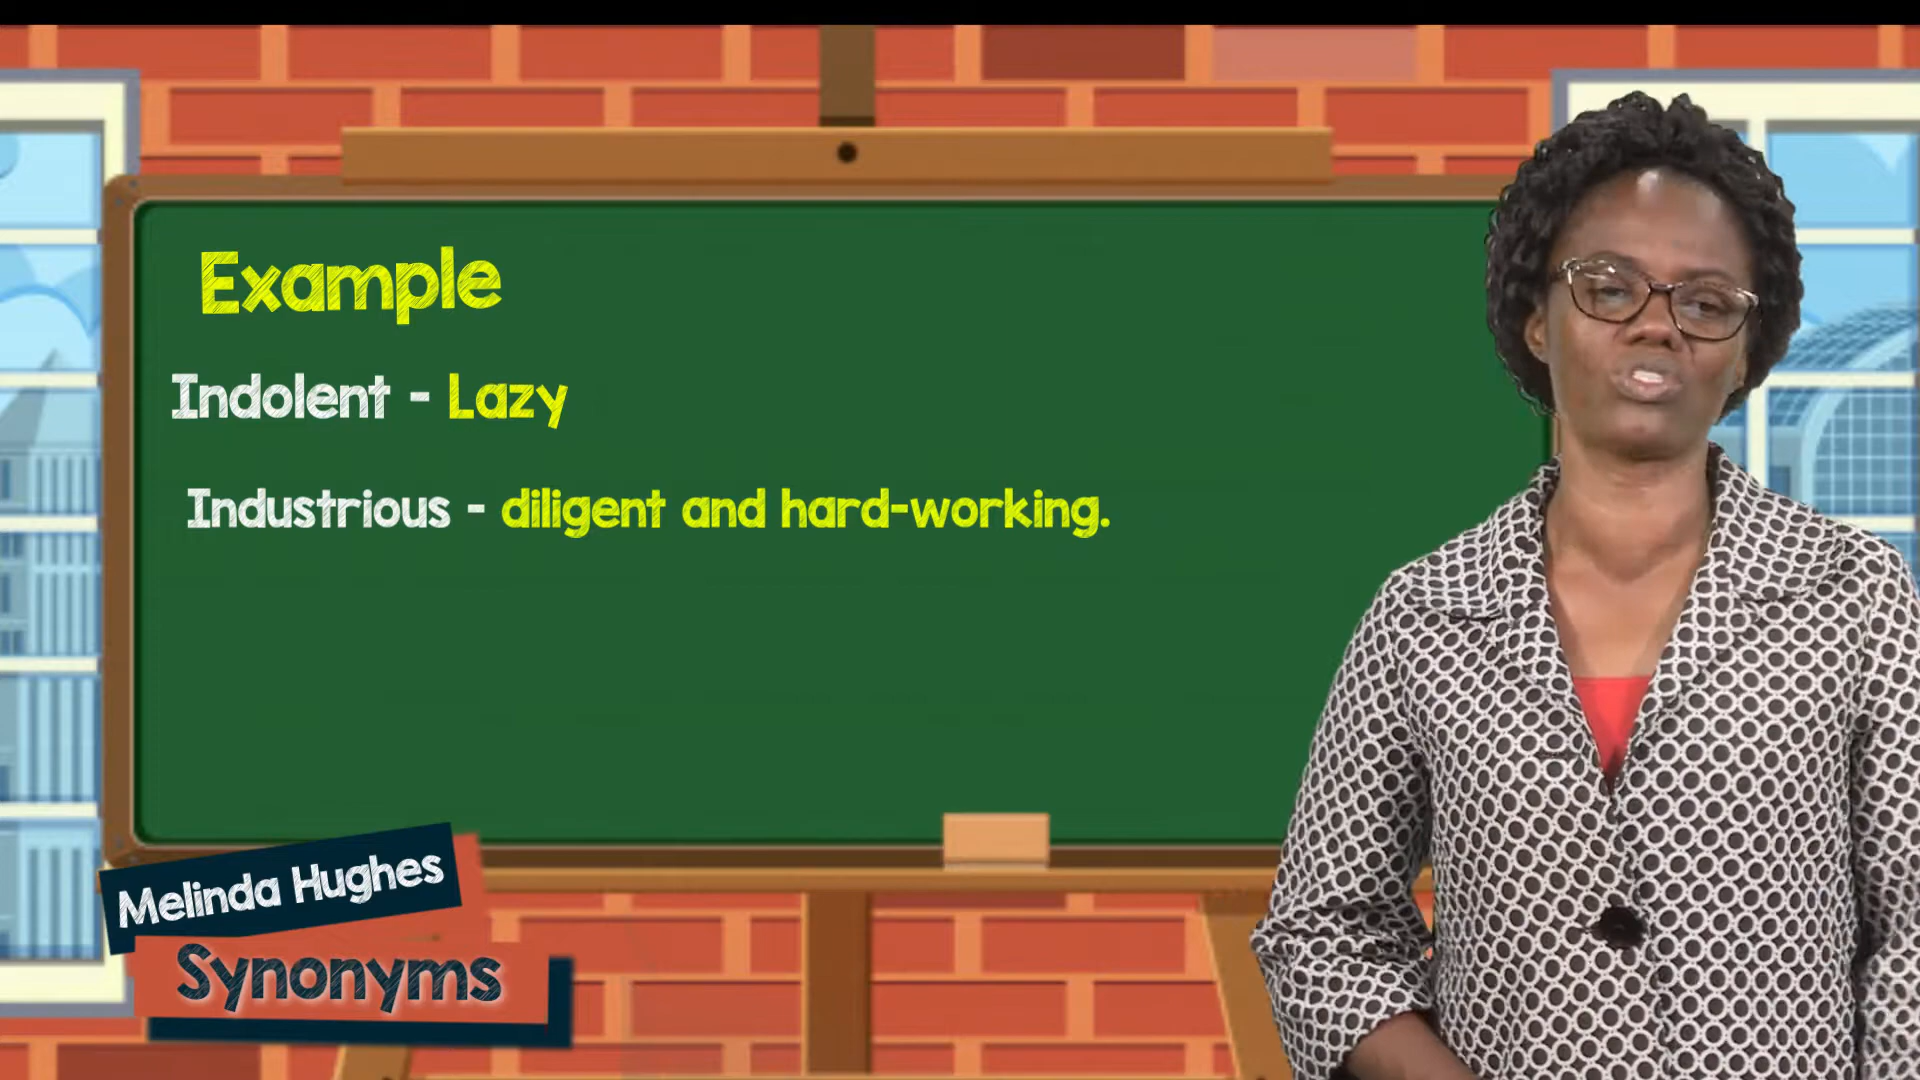 Example
Indolent - Lazy
Industrious - diligent and hard-working.
Melinda Hughes
Synonyms